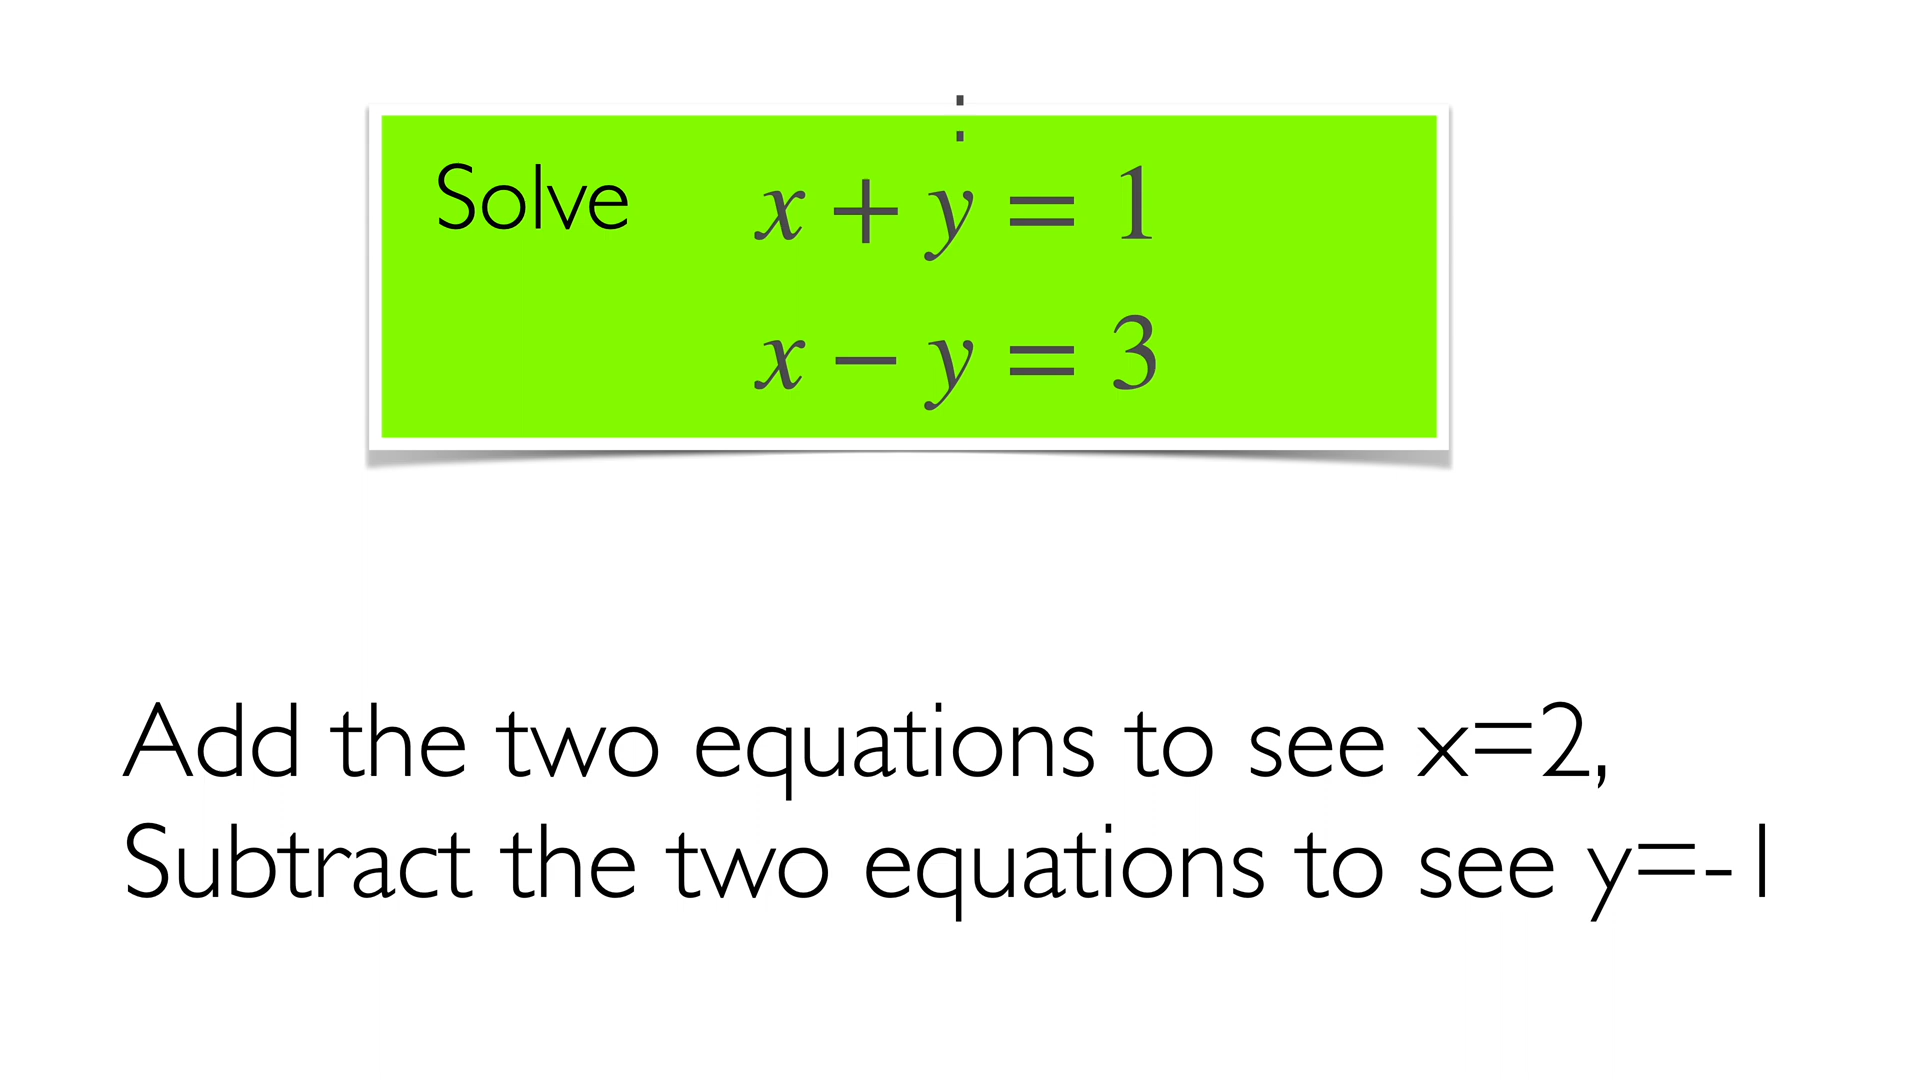 Solve x + y = 1
x − y = 3
Add the two equations to see x=2,
Subtract the two equations to see y=-1